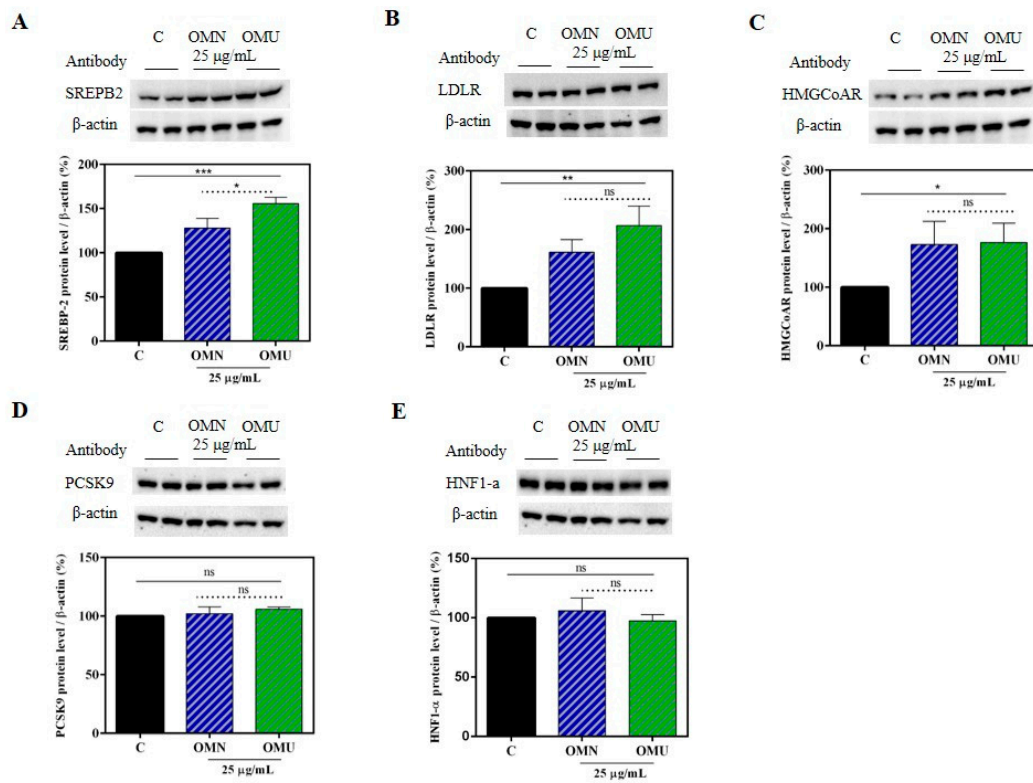 A
C OMN OMU
25 µg/mL
Antibody
SREPB2
β-actin
SREBP-2 protein level / β-actin (%)
200
150
100
50
0
***
*
C OMN OMU
25 µg/mL
B
C OMN OMU
25 µg/mL
Antibody
LDLR
β-actin
LDLR protein level / β-actin (%)
300
200
100
0
**
ns
C OMN OMU
25 µg/mL
C
C OMN OMU
25 µg/mL
Antibody
HMGCoAR
β-actin
HMGCoAR protein level / β-actin (%)
300
200
100
0
*
ns
C OMN OMU
25 µg/mL
D
C OMN OMU
25 µg/mL
Antibody
PCSK9
β-actin
PCSK9 protein level / β-actin (%)
150
100
50
0
ns
ns
C OMN OMU
25 µg/mL
E
C OMN OMU
25 µg/mL
Antibody
HNF1-a
β-actin
HNF1-α protein level / β-actin (%)
150
100
50
0
ns
ns
C OMN OMU
25 µg/mL